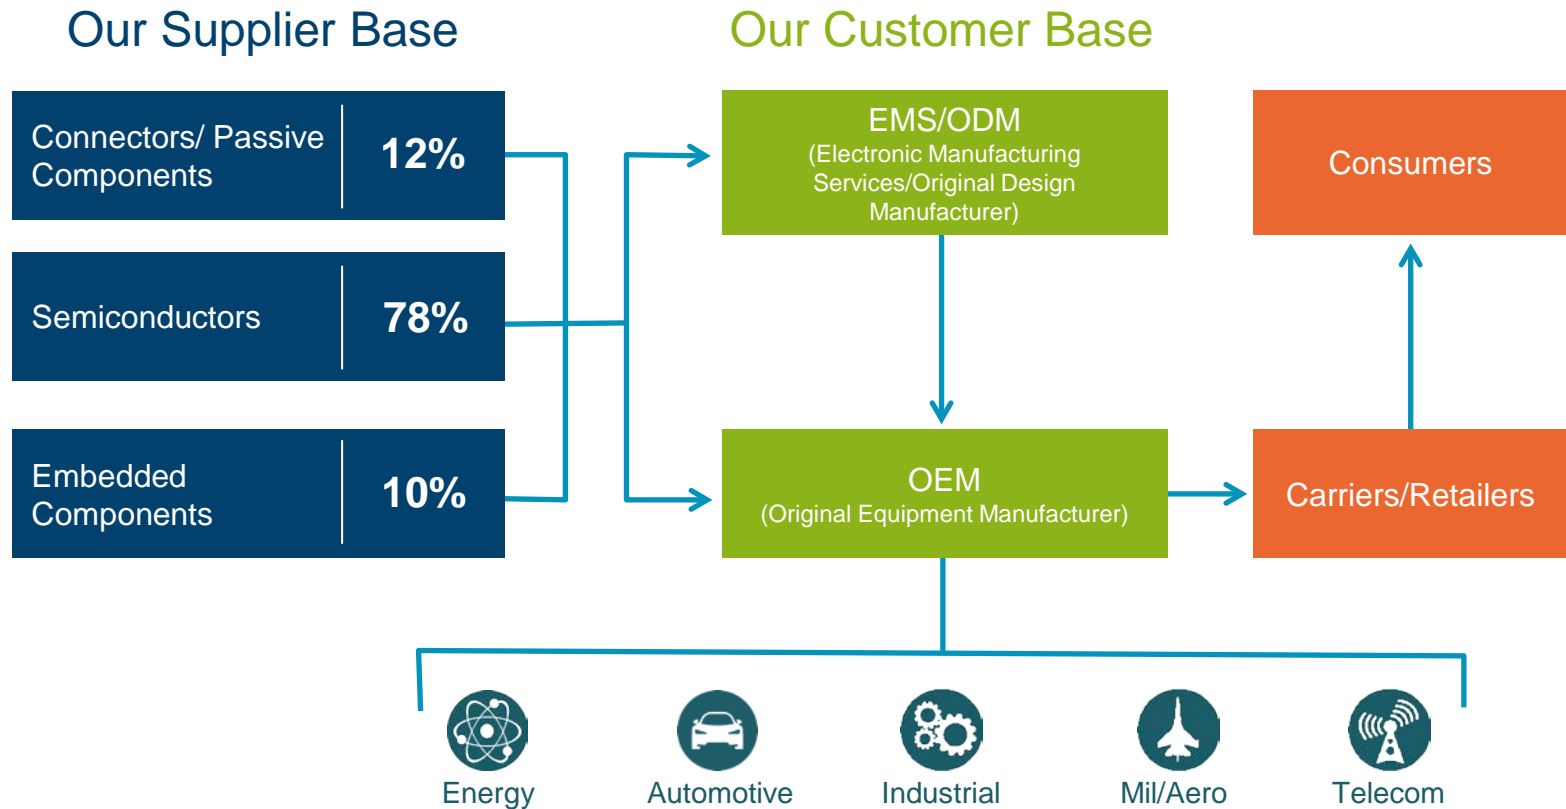 Our Supplier Base
Our Customer Base
Connectors/ Passive
Components
12%
Semiconductors
78%
Embedded
Components
10%
EMS/ODM
(Electronic Manufacturing
Services/Original Design
Manufacturer)
OEM
(Original Equipment Manufacturer)
Consumers
Carriers/Retailers
Energy
Automotive
Industrial
Mil/Aero
Telecom